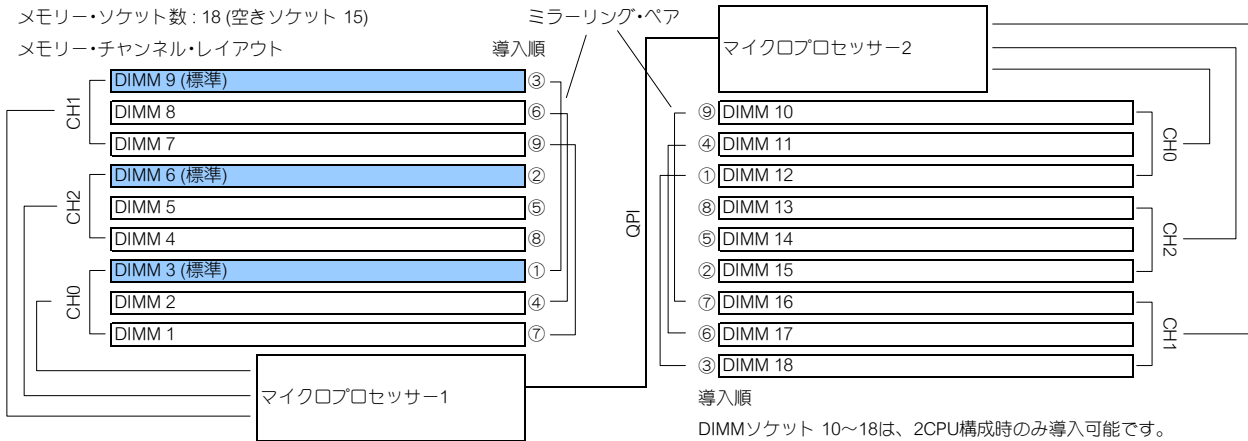 メモリー・ソケット数 : 18 (空きソケット 15)
メモリー・チャンネル・レイアウト
導入順
ミラーリング・ペア
CH1
DIMM 9 (標準) ③
DIMM 8 ⑥
DIMM 7 ⑨
CH2
DIMM 6 (標準) ②
DIMM 5 ⑤
DIMM 4 ⑧
CH0
DIMM 3 (標準) ①
DIMM 2 ④
DIMM 1 ⑦
マイクロプロセッサー1
QPI
マイクロプロセッサー2
⑨ DIMM 10
④ DIMM 11
① DIMM 12
CH0
⑧ DIMM 13
⑤ DIMM 14
② DIMM 15
CH2
⑦ DIMM 16
⑥ DIMM 17
③ DIMM 18
CH1
導入順
DIMMソケット 10～18は、2CPU構成時のみ導入可能です。